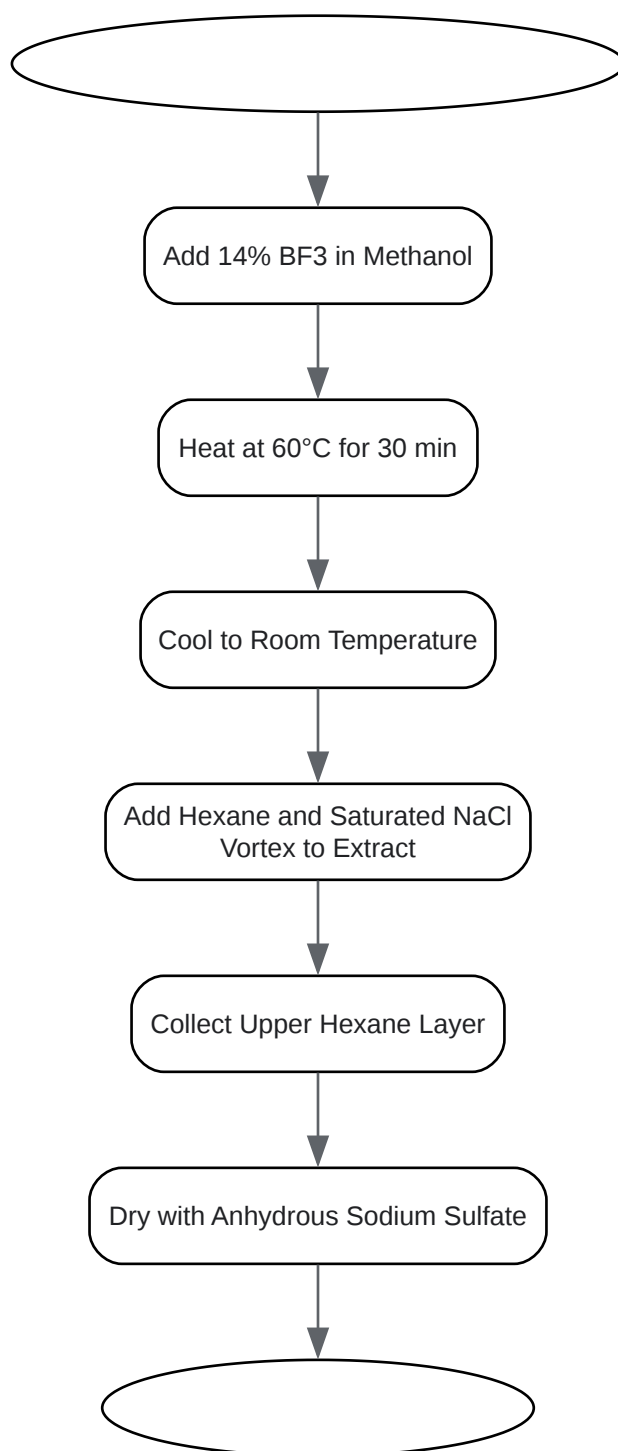 Add 14% BF3 in Methanol
Heat at 60°C for 30 min
Cool to Room Temperature
Add Hexane and Saturated NaCl
Vortex to Extract
Collect Upper Hexane Layer
Dry with Anhydrous Sodium Sulfate